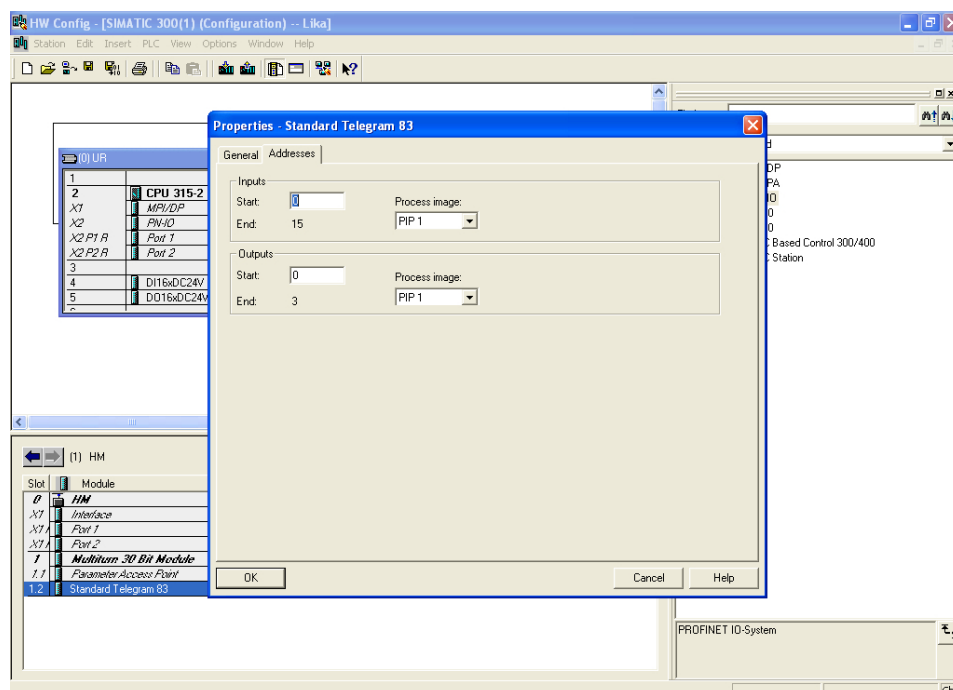 HW Config - [SIMATIC 300(1) (Configuration) -- Lika]
Station Edit Insert PLC View Options Window Help
(0) UR
1
2 CPU 315-2
X1 MPI/DP
X2 PN-IO
X2 P1 R Port 1
X2 P2 R Port 2
3
4 DI16xDC24V
5 DO16xDC24V
Properties - Standard Telegram 83
General Addresses
Inputs
Start: 0 Process image:
End: 15 PIP 1
Outputs
Start: 0 Process image:
End: 3 PIP 1
OK Cancel Help
DP
PA
IO
0
0
C Based Control 300/400
Station
(1) HM
Slot Module
0 HM
X1 Interface
X1 Port 1
X1 Port 2
1 Multiturn 30 Bit Module
1.1 Parameter Access Point
1.2 Standard Telegram 83
PROFINET IO-System